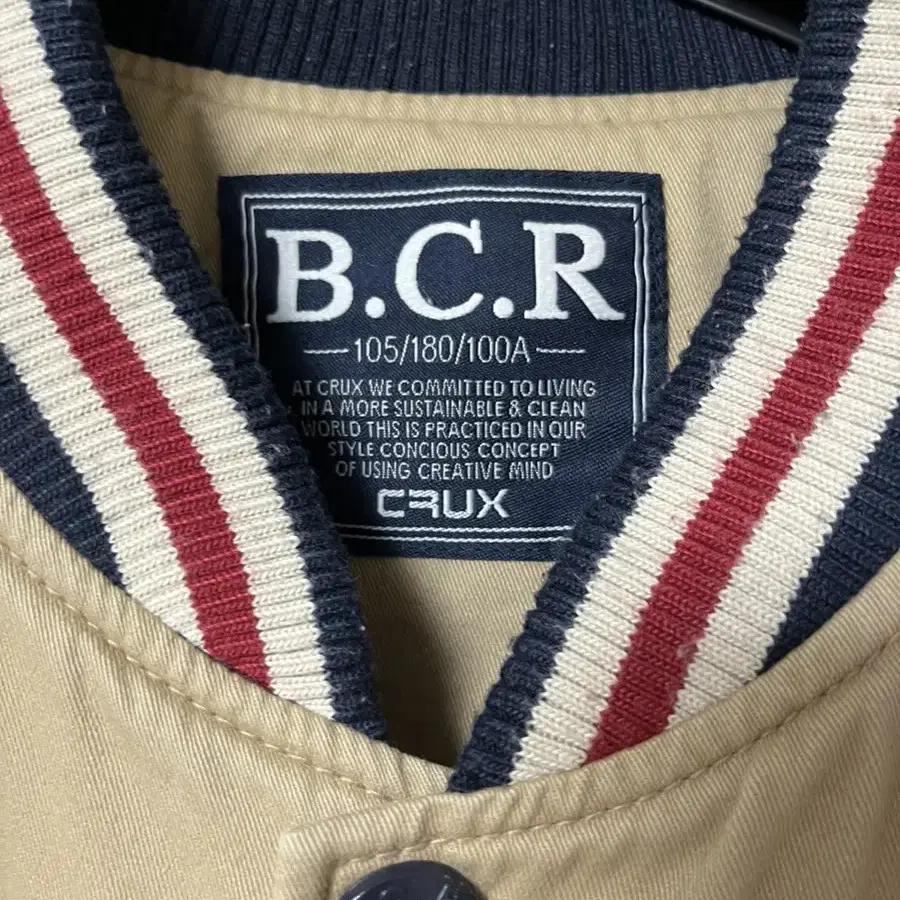 B.C.R
105/180/100A
AT CRUX WE COMMITTED TO LIVING
IN A MORE SUSTAINABLE & CLEAN
WORLD THIS IS PRACTICED IN OUR
STYLE CONCIOUS CONCEPT
OF USING CREATIVE MIND
CRUX